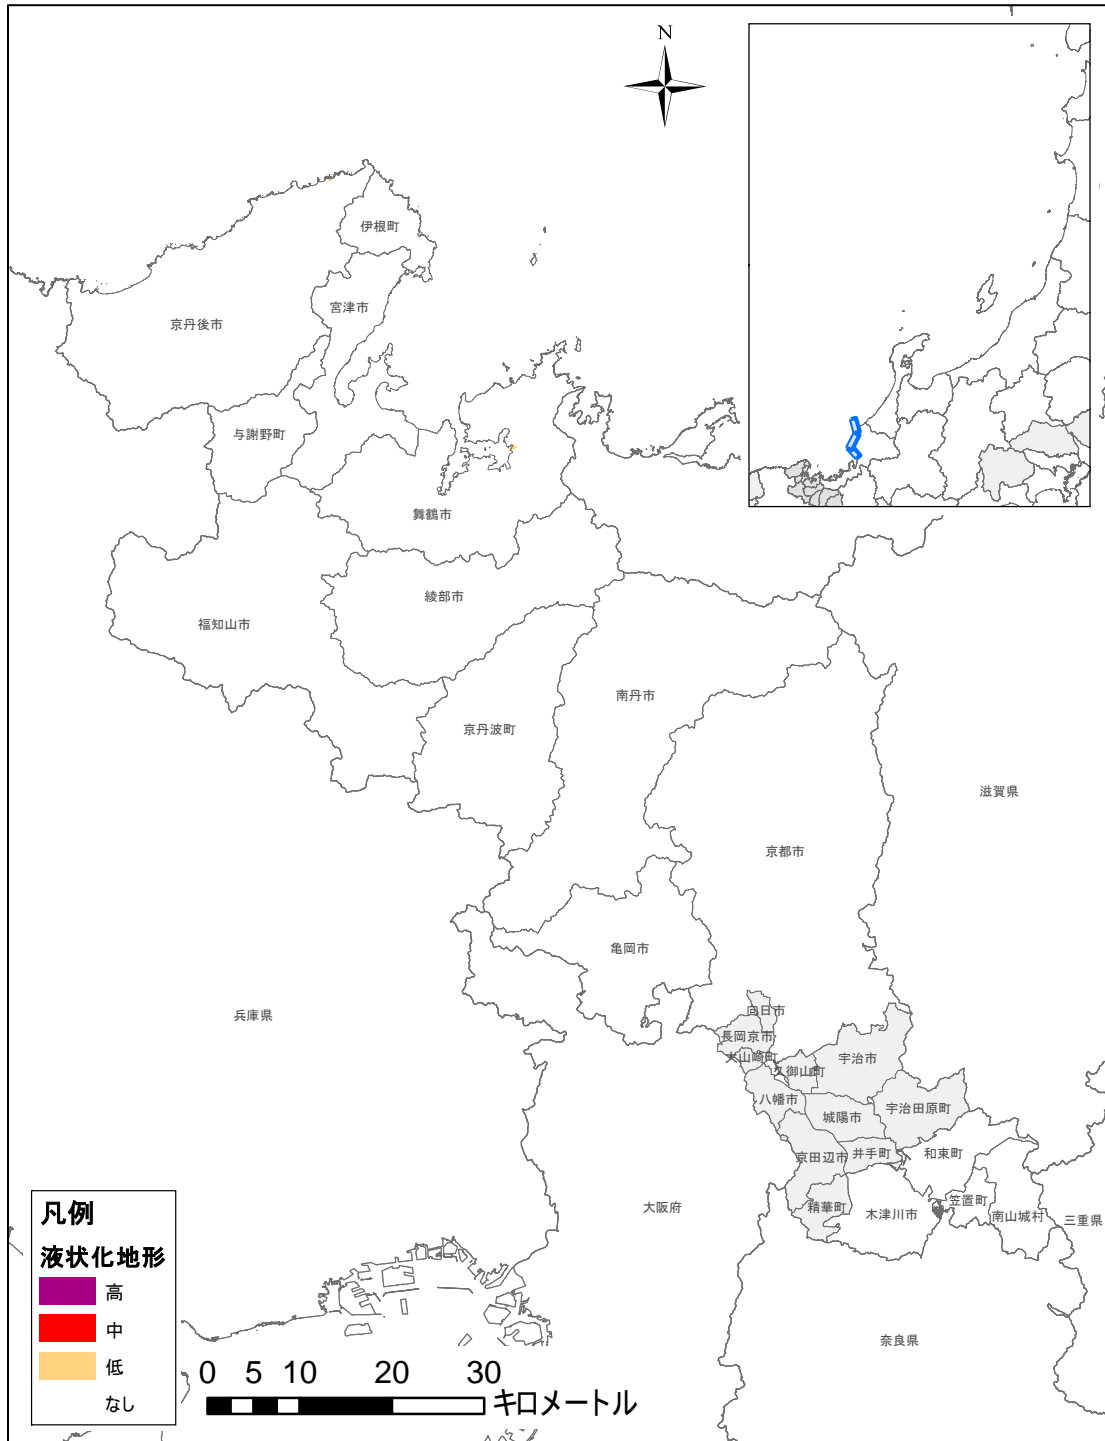 N
伊根町
宮津市
京丹後市
与謝野町
舞鶴市
綾部市
福知山市
南丹市
京丹波町
滋賀県
京都市
亀岡市
兵庫県
向日市
長岡京市
大山崎町
久御山町
宇治市
八幡市
城陽市
宇治田原町
京田辺市
井手町
和束町
精華町
木津川市
笠置町
南山城村
三重県
大阪府
奈良県
凡例
液状化地形
高
中
低
なし
0 5 10 20 30
キロメートル